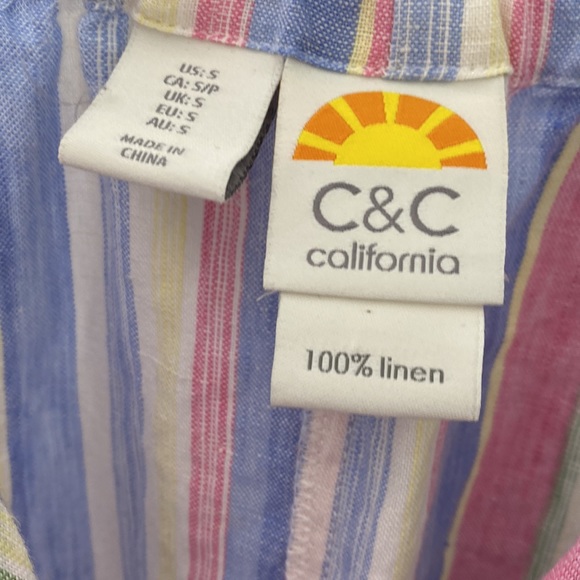 US: S
CA: S/P
UK: S
EU: S
AU: S
MADE IN
CHINA
C&C
california
100% linen